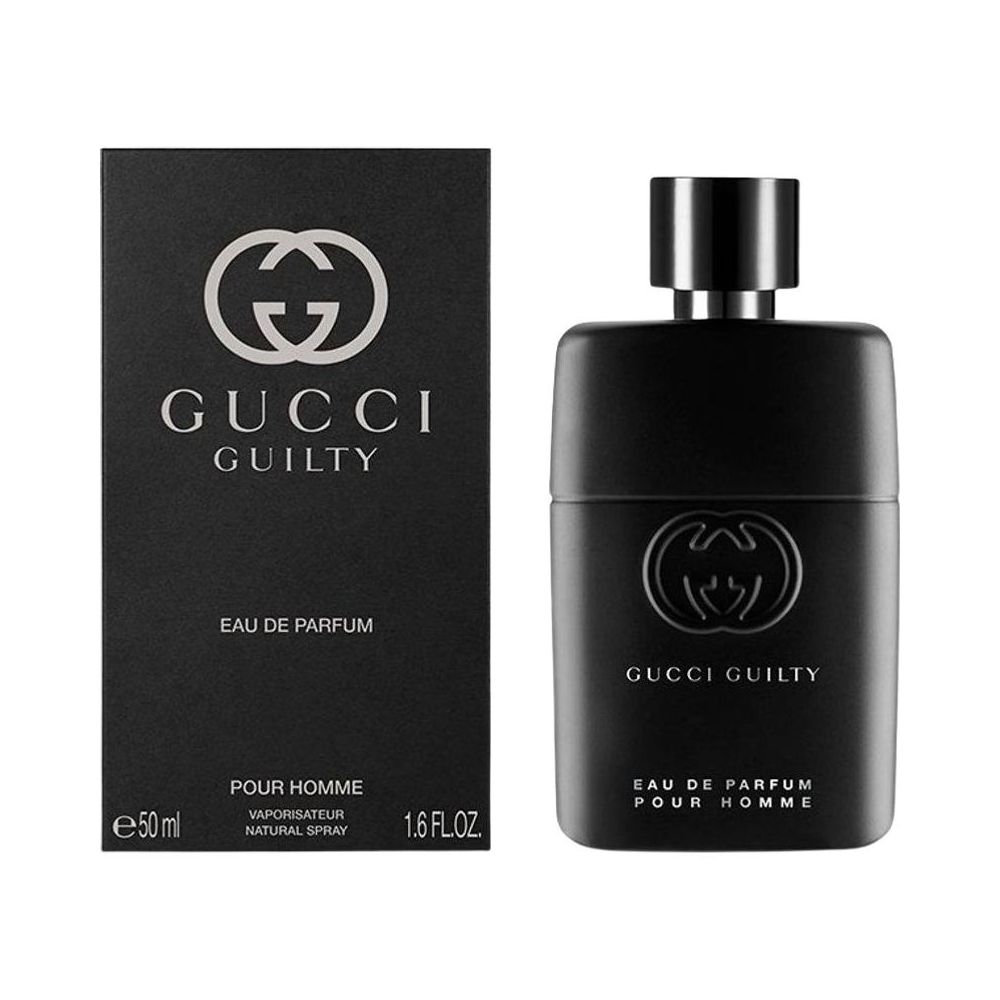 GUCCI
GUILTY
EAU DE PARFUM
POUR HOMME
VAPORISATEUR
NATURAL SPRAY
℮50 ml
1.6 FL.OZ.
GUCCI GUILTY
EAU DE PARFUM
POUR HOMME